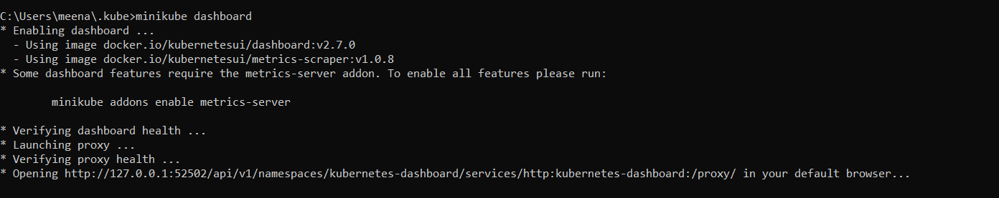 C:\Users\meena\.kube>minikube dashboard
* Enabling dashboard ...
  - Using image docker.io/kubernetesui/dashboard:v2.7.0
  - Using image docker.io/kubernetesui/metrics-scraper:v1.0.8
* Some dashboard features require the metrics-server addon. To enable all features please run:
        minikube addons enable metrics-server
* Verifying dashboard health ...
* Launching proxy ...
* Verifying proxy health ...
* Opening http://127.0.0.1:52502/api/v1/namespaces/kubernetes-dashboard/services/http:kubernetes-dashboard:/proxy/ in your default browser...